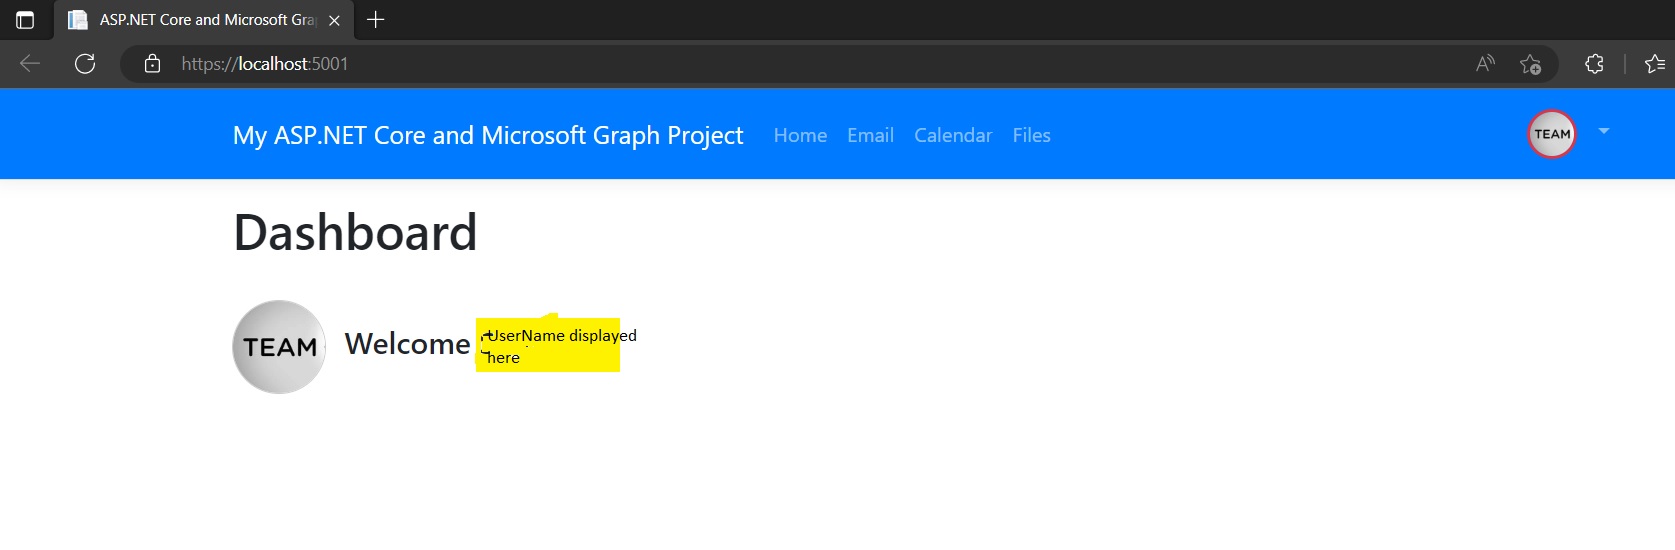 ASP.NET Core and Microsoft Gra
https://localhost:5001
My ASP.NET Core and Microsoft Graph Project Home Email Calendar Files TEAM
Dashboard
TEAM Welcome UserName displayed
here